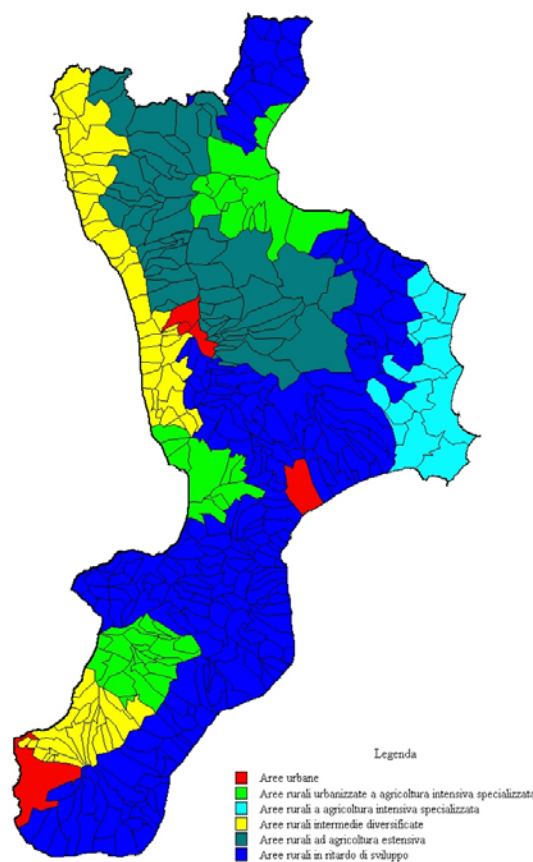 Legenda
Aree urbane
Aree rurali urbanizzate a agricoltura intensiva specializzata
Aree rurali a agricoltura intensiva specializzata
Aree rurali intermedie diversificate
Aree rurali ad agricoltura estensiva
Aree rurali in ritardo di sviluppo